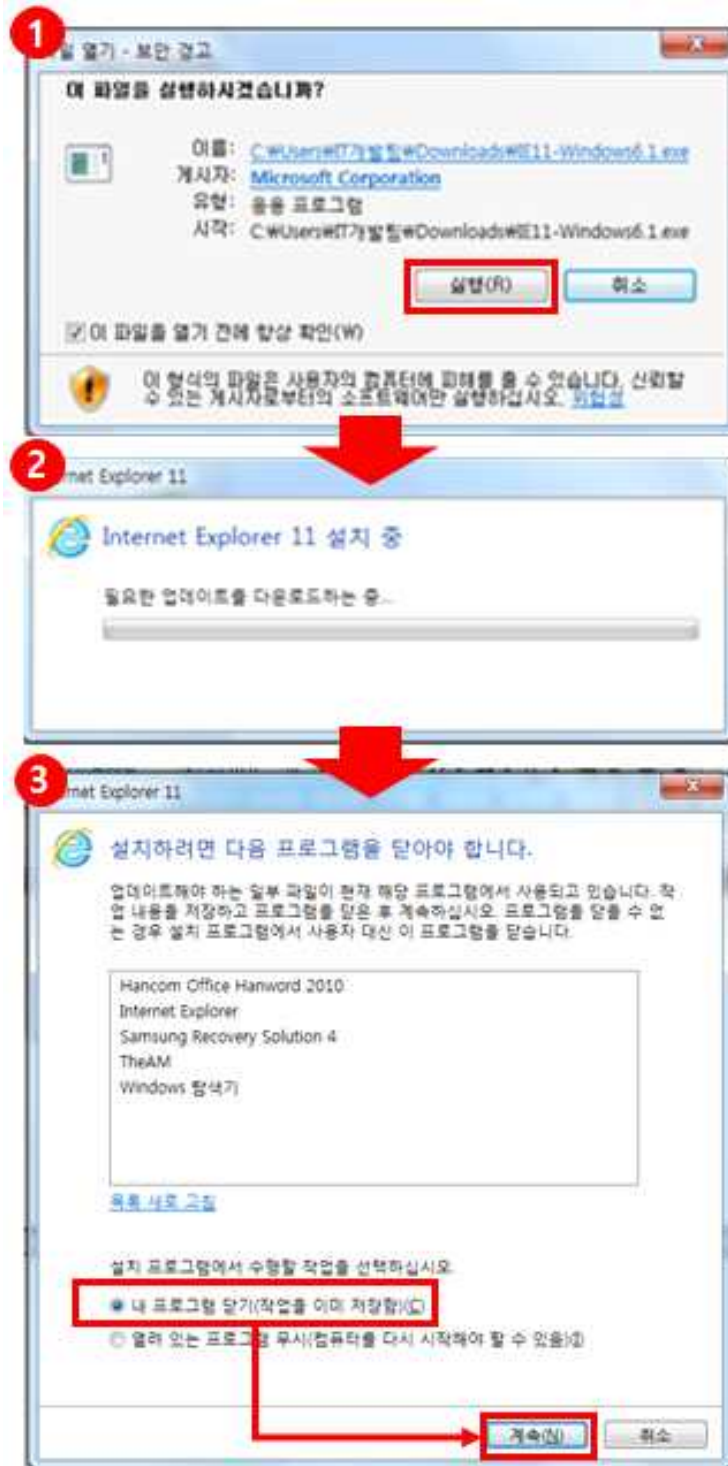 1
일 열기 - 보안 경고
이 파일을 실행하시겠습니까?
이름: C:₩Users₩IT개발팀₩Downloads₩IE11-Windows6.1.exe
게시자: Microsoft Corporation
유형: 응용 프로그램
시작: C:₩Users₩IT개발팀₩Downloads₩IE11-Windows6.1.exe
실행(R) 취소
이 파일을 열기 전에 항상 확인(W)
이 형식의 파일은 사용자의 컴퓨터에 피해를 줄 수 있습니다. 신뢰할
수 있는 게시자로부터의 소프트웨어만 실행하십시오. 위험성
2
rnet Explorer 11
Internet Explorer 11 설치 중
필요한 업데이트를 다운로드하는 중...
3
rnet Explorer 11
설치하려면 다음 프로그램을 닫아야 합니다.
업데이트해야 하는 일부 파일이 현재 해당 프로그램에서 사용되고 있습니다. 작
업 내용을 저장하고 프로그램을 닫은 후 계속하십시오. 프로그램을 닫을 수 없
는 경우 설치 프로그램에서 사용자 대신 이 프로그램을 닫습니다.
Hancom Office Hanword 2010
Internet Explorer
Samsung Recovery Solution 4
TheAM
Windows 탐색기
목록 새로 고침
설치 프로그램에서 수행할 작업을 선택하십시오.
내 프로그램 닫기(작업을 이미 저장함)(C)
열려 있는 프로그램 무시(컴퓨터를 다시 시작해야 할 수 있음)(I)
계속(N) 취소